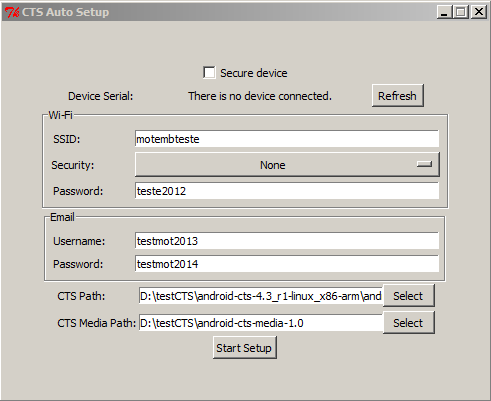 CTS Auto Setup
Secure device
Device Serial: There is no device connected. Refresh
Wi-Fi
SSID: motembteste
Security: None
Password: teste2012
Email
Username: testmot2013
Password: testmot2014
CTS Path: D:\testCTS\android-cts-4.3_r1-linux_x86-arm\and Select
CTS Media Path: D:\testCTS\android-cts-media-1.0 Select
Start Setup